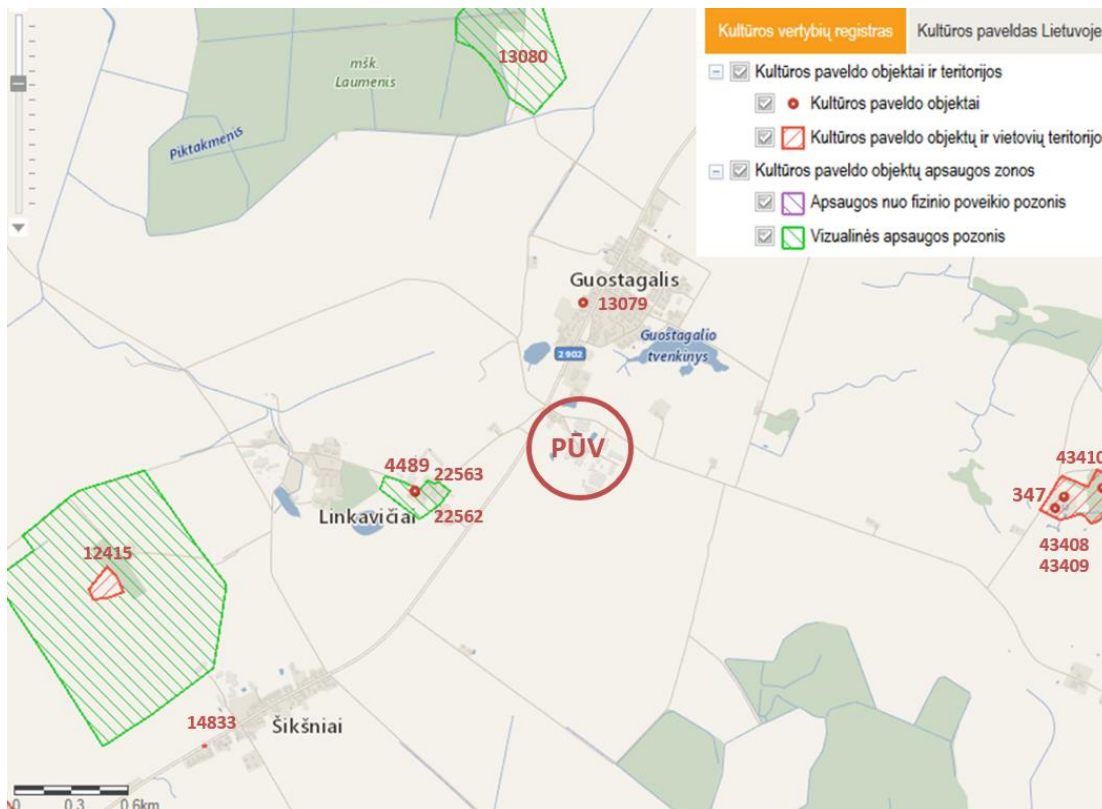 Kultūros vertybių registras
Kultūros paveldas Lietuvoje
Kultūros paveldo objektai ir teritorijos
Kultūros paveldo objektai
Kultūros paveldo objektų ir vietovių teritorijo
Kultūros paveldo objektų apsaugos zonos
Apsaugos nuo fizinio poveikio pozonis
Vizualinės apsaugos pozonis
13080
mšk.
Laumenis
Piktakmenis
Guostagalis
13079
Guostagalio
tvenkinys
2902
PŪV
4489
22563
22562
Linkavičiai
43410
347
43408
43409
12415
14833
Šikšniai
0 0.3 0.6km